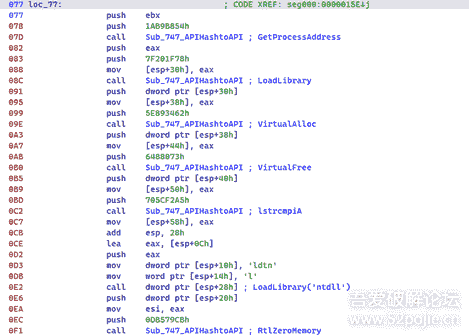 077 loc_77: ; CODE XREF: seg000:0000015E↓j
077 push ebx
078 push 1AB9B854h
07D call Sub_747_APIHashtoAPI ; GetProcessAddress
082 push eax
083 push 7F201F78h
088 mov [esp+30h], eax
08C call Sub_747_APIHashtoAPI ; LoadLibrary
091 push dword ptr [esp+30h]
095 mov [esp+38h], eax
099 push 5E893462h
09E call Sub_747_APIHashtoAPI ; VirtualAlloc
0A3 push dword ptr [esp+38h]
0A7 mov [esp+44h], eax
0AB push 6488073h
0B0 call Sub_747_APIHashtoAPI ; VirtualFree
0B5 push dword ptr [esp+40h]
0B9 mov [esp+50h], eax
0BD push 705CF2A5h
0C2 call Sub_747_APIHashtoAPI ; lstrcmpiA
0C7 mov [esp+58h], eax
0CB add esp, 28h
0CE lea eax, [esp+0Ch]
0D2 push eax
0D3 mov dword ptr [esp+10h], 'ldtn'
0DB mov word ptr [esp+14h], 'l'
0E2 call dword ptr [esp+28h] ; LoadLibrary('ntdll')
0E6 push dword ptr [esp+20h]
0EA mov esi, eax
0EC push 0DB579CBh
0F1 call Sub_747_APIHashtoAPI ; RtlZeroMemory
吾爱破解论坛
www.52pojie.cn